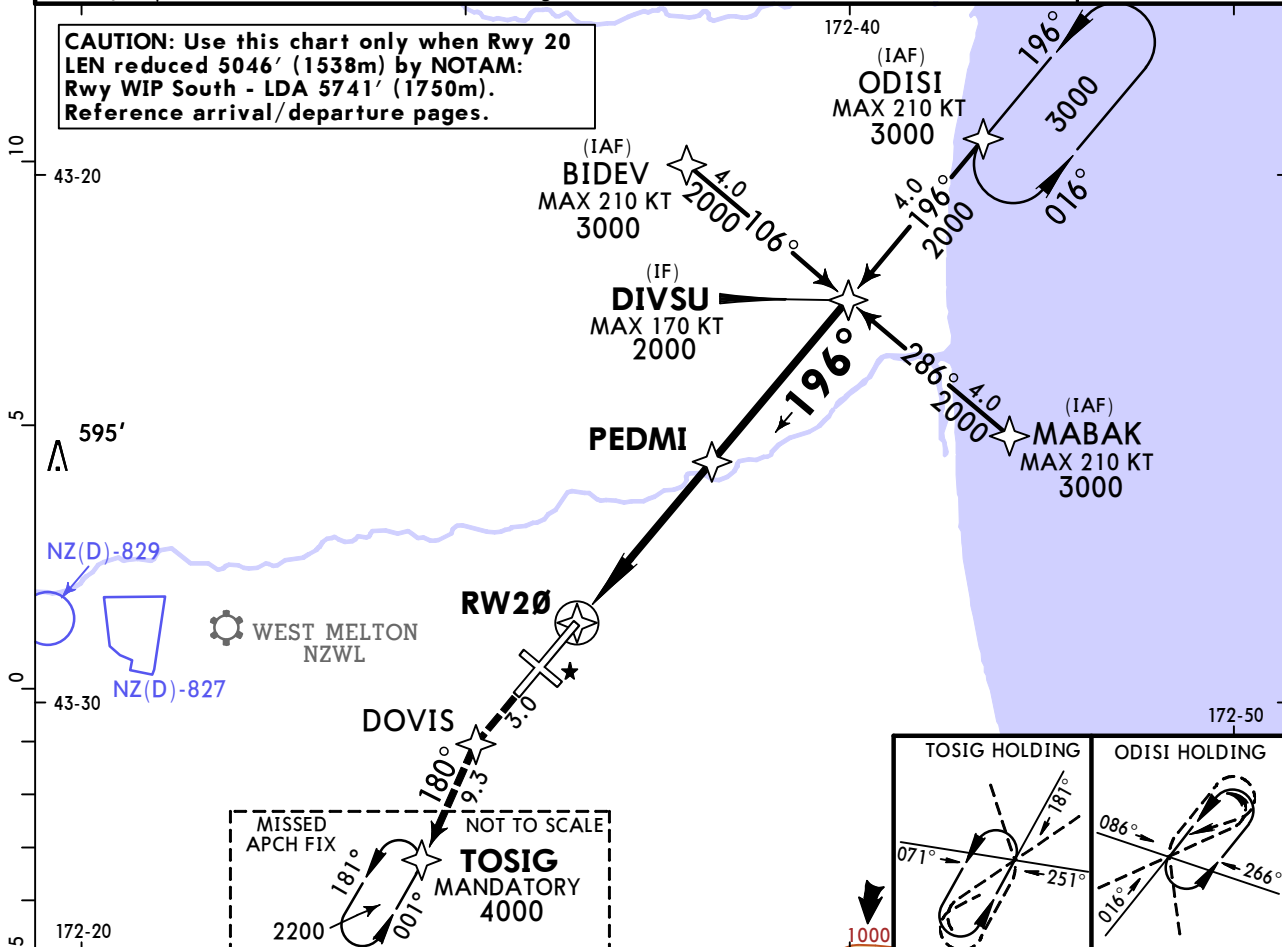 CAUTION: Use this chart only when Rwy 20
LEN reduced 5046' (1538m) by NOTAM:
Rwy WIP South - LDA 5741' (1750m).
Reference arrival/departure pages.
172-40
(IAF)
ODISI
MAX 210 KT
3000
196°
3000
016°
10
43-20
(IAF)
BIDEV
MAX 210 KT
3000
4.0
2000
106°
4.0
196°
2000
(IF)
DIVSU
MAX 170 KT
2000
196°
286°
4.0
2000
(IAF)
MABAK
MAX 210 KT
3000
5
595'
PEDMI
NZ(D)-829
NZ(D)-827
WEST MELTON
NZWL
RW20
0
43-30
3.0
DOVIS
180°
9.3
172-50
MISSED
APCH FIX
NOT TO SCALE
TOSIG
MANDATORY
4000
181°
001°
2200
5
172-20
1000
TOSIG HOLDING
181°
071°
251°
ODISI HOLDING
086°
266°
016°